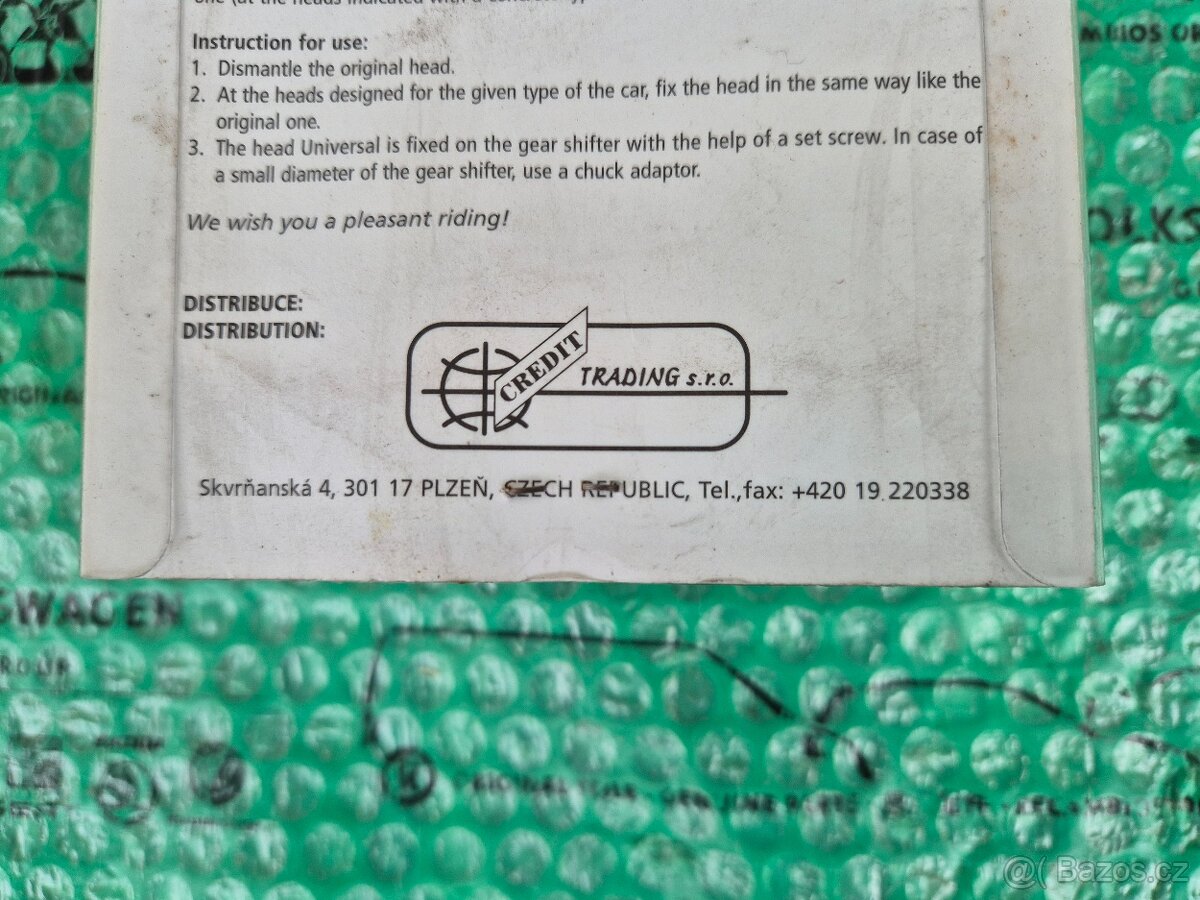 Instruction for use:
1. Dismantle the original head.
2. At the heads designed for the given type of the car, fix the head in the same way like the
original one.
3. The head Universal is fixed on the gear shifter with the help of a set screw. In case of
a small diameter of the gear shifter, use a chuck adaptor.
We wish you a pleasant riding!
DISTRIBUCE:
DISTRIBUTION:
CREDIT
TRADING s.r.o.
Skvrňanská 4, 301 17 PLZEŇ, CZECH REPUBLIC, Tel.,fax: +420 19 220338
Bazos.cz